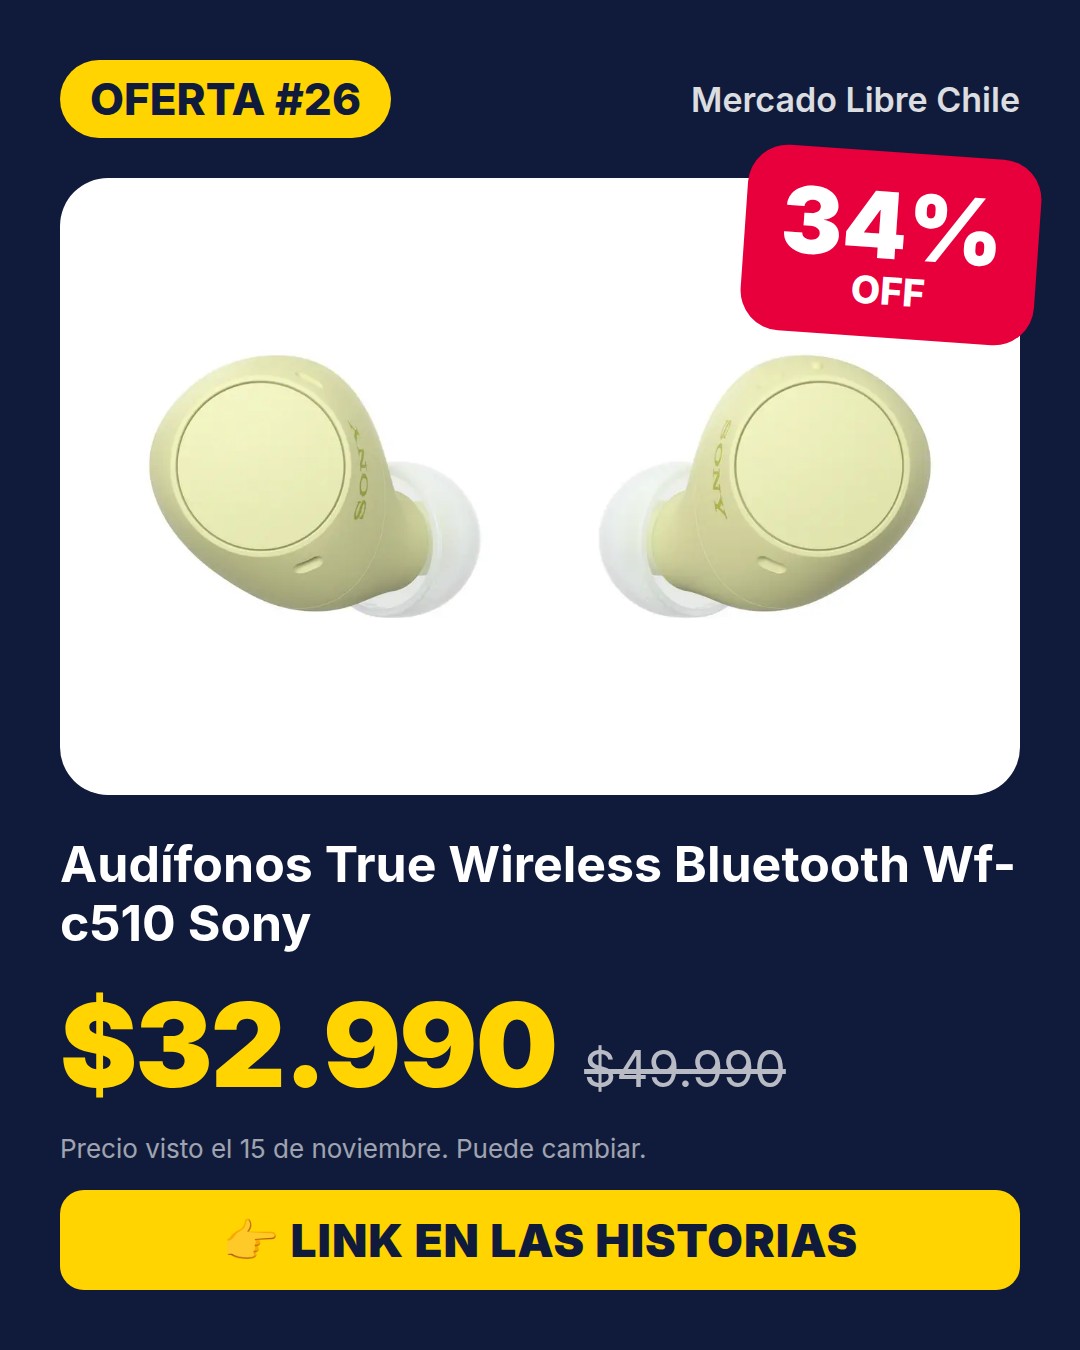 OFERTA #26
Mercado Libre Chile
34%
OFF
SONY
SONY
Audífonos True Wireless Bluetooth Wf-
c510 Sony
$32.990 $49.990
Precio visto el 15 de noviembre. Puede cambiar.
👉 LINK EN LAS HISTORIAS